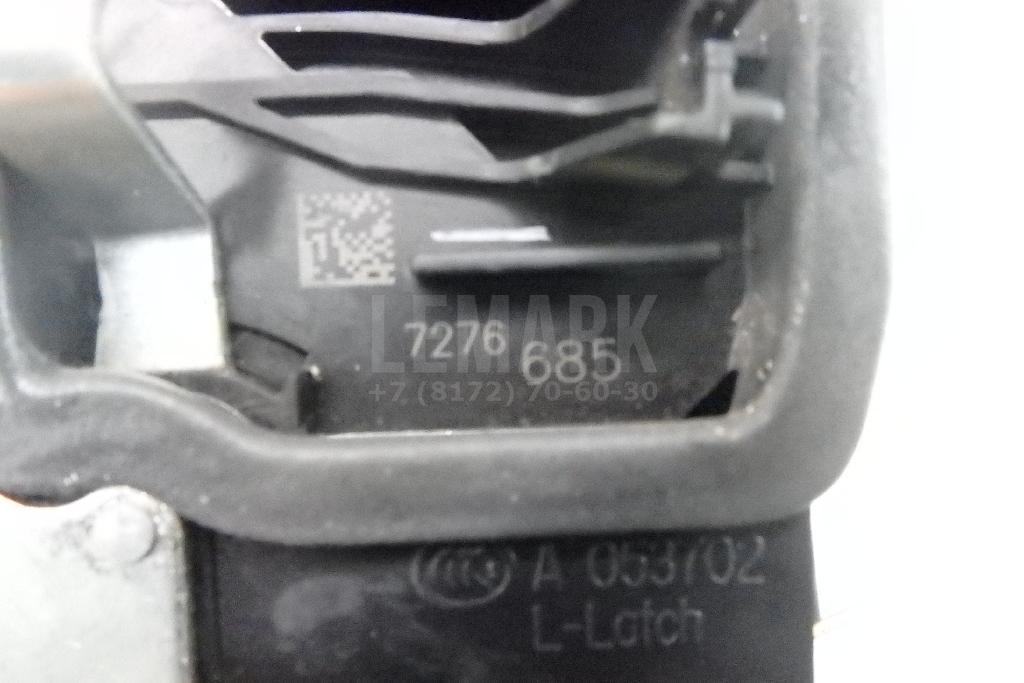 LEMARK
7276 685
+7 (8172) 70-60-30
A 053702
L-Latch